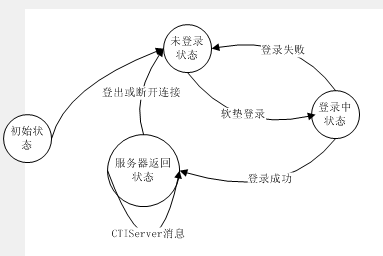 未登录
状态
登录失败
登出或断开连接
软垫登录
登录中
状态
初始状
态
服务器返回
状态
登录成功
CTIServer消息